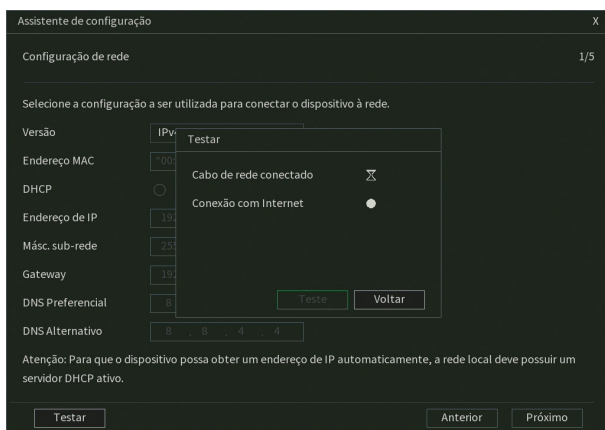 Assistente de configuração X
Configuração de rede 1/5
Selecione a configuração a ser utilizada para conectar o dispositivo à rede.
Versão
Testar
Endereço MAC
Cabo de rede conectado
DHCP
Conexão com Internet
Endereço de IP
Másc. sub-rede
Gateway
Teste Voltar
DNS Preferencial
DNS Alternativo 8 . 8 . 4 . 4
Atenção: Para que o dispositivo possa obter um endereço de IP automaticamente, a rede local deve possuir um
servidor DHCP ativo.
Testar Anterior Próximo